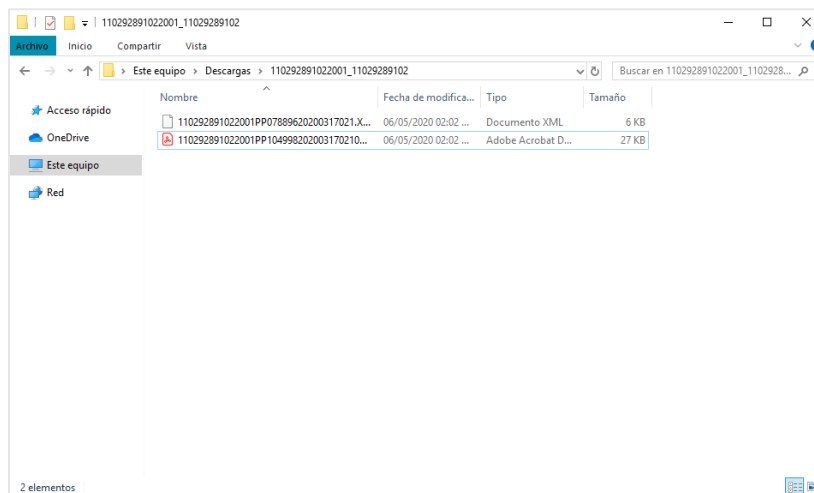 110292891022001_11029289102
Archivo Inicio Compartir Vista
Este equipo > Descargas > 110292891022001_11029289102
Buscar en 110292891022001_1102928...
Nombre Fecha de modifica... Tipo Tamaño
Acceso rápido
OneDrive
Este equipo
Red
110292891022001PP07889620200317021.X... 06/05/2020 02:02 ... Documento XML 6 KB
110292891022001PP104998202003170210... 06/05/2020 02:02 ... Adobe Acrobat D... 27 KB
2 elementos